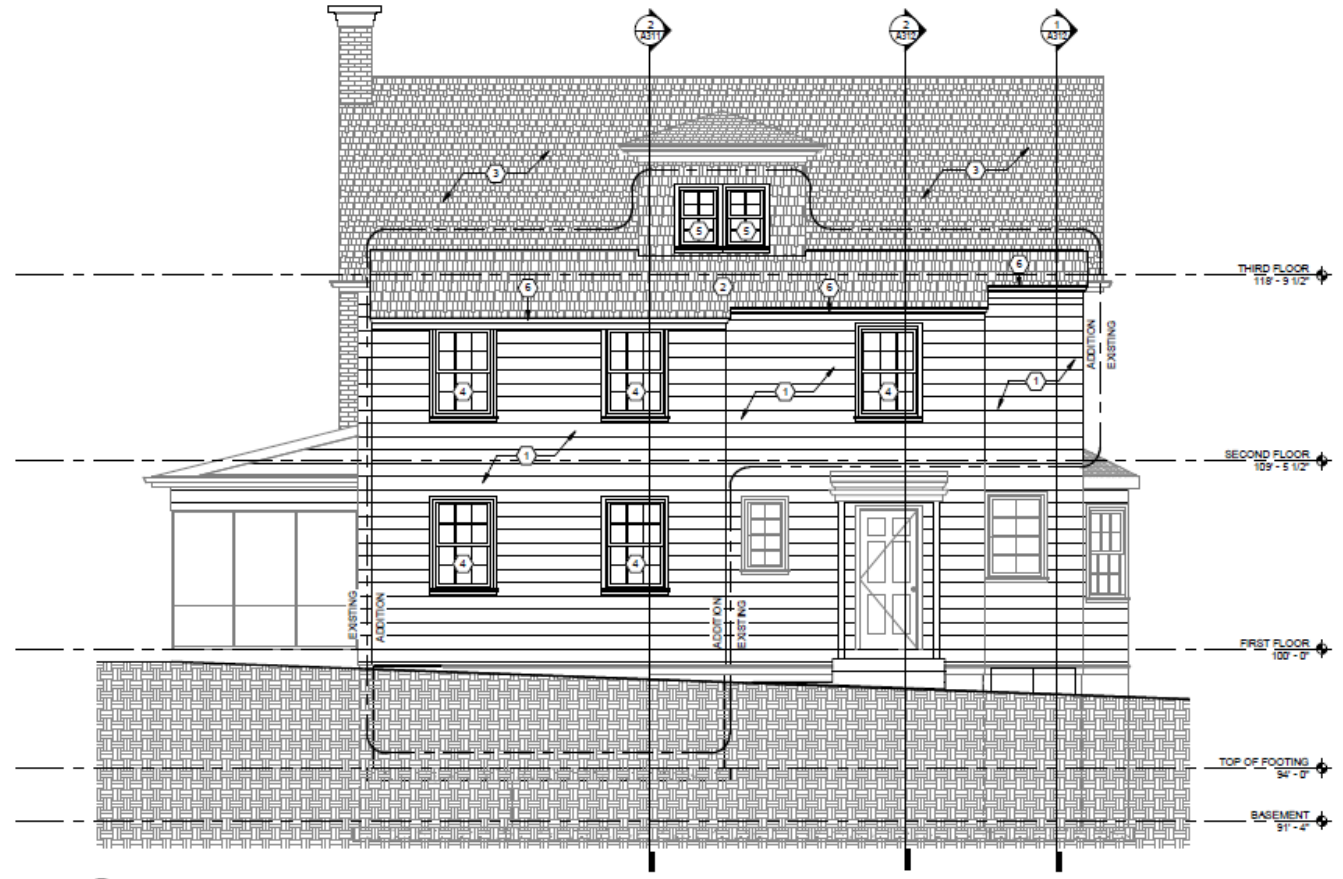 2
A311
2
A312
1
A312
3
3
5
5
6
THIRD FLOOR
118' - 9 1/2"
6
2
6
ADDITION
EXISTING
4
4
1
4
1
1
SECOND FLOOR
109' - 5 1/2"
4
4
EXISTING
ADDITION
ADDITION
EXISTING
FIRST FLOOR
100' - 0"
TOP OF FOOTING
94' - 0"
BASEMENT
91' - 4"